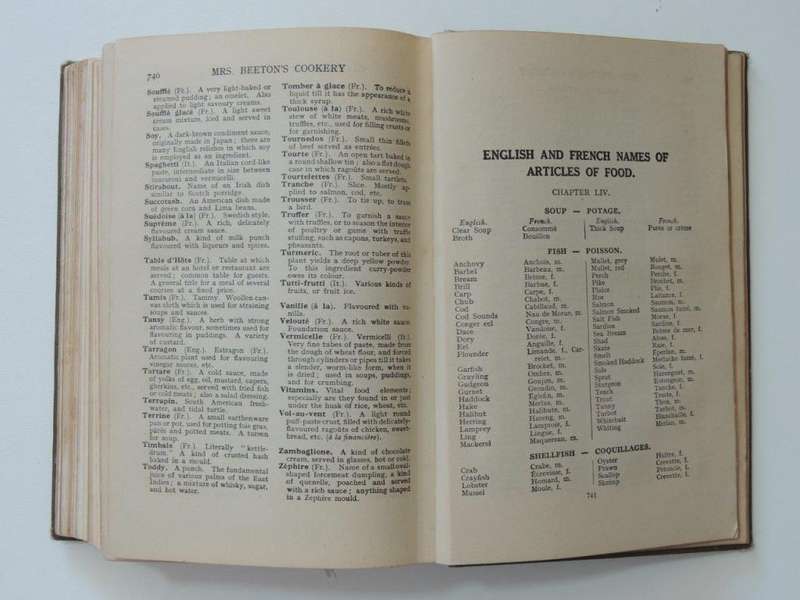 740
MRS. BEETON'S COOKERY
Soufflé (Fr.). A very light-baked or
steamed pudding; an omelet. Also
applied to light savoury creams.
Soufflé glacé (Fr.). A light sweet
cream mixture, iced and served in
cases.
Soy. A dark-brown condiment sauce,
originally made in Japan; there are
many English relishes in which soy
is employed as an ingredient.
Spaghetti (It.). An Italian cord-like
paste, intermediate in size between
macaroni and vermicelli.
Stirabout. Name of an Irish dish
similar to Scotch porridge.
Succotash. An American dish made
of green corn and Lima beans.
Suédoise (à la) (Fr.). Swedish style.
Suprême (Fr.). A rich, delicately
flavoured cream sauce.
Syllabub. A kind of milk punch
flavoured with liqueurs and spices.
Table d'Hôte (Fr.). Table at which
meals at an hotel or restaurant are
served; common table for guests.
A general title for a meal of several
courses at a fixed price.
Tamis (Fr.). Tammy. Woollen can-
vas cloth which is used for straining
soups and sauces.
Tansy (Eng.). A herb with strong
aromatic flavour, sometimes used for
flavouring in puddings. A variety
of custard.
Tarragon (Eng.). Estragon (Fr.).
Aromatic plant used for flavouring
vinegar, sauces, etc.
Tartare (Fr.). A cold sauce, made
of yolks of egg, oil, mustard, capers,
gherkins, etc., served with fried fish
or cold meats; also a salad dressing.
Terrapin. South American fresh-
water, and tidal turtle.
Terrine (Fr.). A small earthenware
pan or pot, used for potting foie gras,
pâtés and potted meats. A tureen
for soup.
Timbale (Fr.). Literally "kettle-
drum." A kind of crusted hash
baked in a mould.
Toddy. A punch. The fundamental
juice of various palms of the East
Indies; a mixture of whisky, sugar,
and hot water.
Tomber à glace (Fr.). To reduce a
liquid till it has the appearance of a
thick syrup.
Toulouse (à la) (Fr.). A rich white
stew of white meats, mushrooms,
truffles, etc., used for filling crusts or
for garnishing.
Tournedos (Fr.). Small thin fillets
of beef served as entrées.
Tourte (Fr.). An open tart baked in
a round shallow tin; also a flat dough
case in which ragoûts are served.
Tourtelettes (Fr.). Small tartlets.
Tranche (Fr.). Slice. Mostly ap-
plied to salmon, cod, etc.
Trousser (Fr.). To tie up, to truss
a bird.
Truffer (Fr.). To garnish a sauce
with truffles, or to season the interior
of poultry or game with truffle
stuffing, such as capons, turkeys, and
pheasants.
Turmeric. The root or tuber of this
plant yields a deep yellow powder.
To this ingredient curry-powder
owes its colour.
Tutti-frutti (It.). Various kinds of
fruits, or fruit ice.
Vanille (à la). Flavoured with va-
nilla.
Velouté (Fr.). A rich white sauce.
Foundation sauce.
Vermicelle (Fr.). Vermicelli (It.).
Very fine tubes of paste, made from
the dough of wheat flour, and forced
through cylinders or pipes till it takes
a slender, worm-like form, when it
is dried; used in soups, puddings,
and for crumbing.
Vitamins. Vital food elements;
especially are they found in or just
under the husk of rice, wheat, etc.
Vol-au-vent (Fr.). A light round
puff-paste crust, filled with delicately-
flavoured ragoûts of chicken, sweet-
bread, etc. (à la financière).
Zambaglione. A kind of chocolate
cream, served in glasses, hot or cold.
Zéphire (Fr.). Name of a small oval-
shaped forcemeat dumpling, a kind
of quenelle, poached and served
with a rich sauce; anything shaped
in a Zephire mould.
ENGLISH AND FRENCH NAMES OF
ARTICLES OF FOOD.
CHAPTER LIV.
SOUP — POTAGE.
English. French. English. French.
Clear Soup Consommé Thick Soup Purée or crème
Broth Bouillon
FISH — POISSON.
Anchovy Anchois, m. Mullet, grey Mulet, m.
Barbel Barbeau, m. Mullet, red Rouget, m.
Bream Brème, f. Perch Perche, f.
Brill Barbue, f. Pike Brochet, m.
Carp Carpe, f. Plaice Plie, f.
Chub Chabot, m. Roe Laitance, f.
Cod Cabillaud, m. Salmon Saumon, m.
Cod Sounds Nau de Morue, m. Salmon Smoked Saumon fumé, m.
Conger eel Congre, m. Salt Fish Morue, f.
Dace Vandoise, f. Sardine Sardine, f.
Dory Dorée, f. Sea Bream Brème de mer, f.
Eel Anguille, f. Shad Alose, f.
Flounder Limande, f. Car- Skate Raie, f.
relet, m. Smelt Eperlan, m.
Garfish Brochet, m. Smoked Haddock Merluche fumé, f.
Grayling Ombre, m. Sole Sole, f.
Gudgeon Goujon, m. Sprat Harenguet, m.
Gurnet Grondin, m. Sturgeon Esturgeon, m.
Haddock Eglefin, m. Tench Tanche, f.
Hake Merlus, m. Trout Truite, f.
Halibut Halibute, m. Tunny Thon, m.
Herring Hareng, m. Turbot Turbot, m.
Lamprey Lamproie, f. Whitebait Blanchaille, f.
Ling Lingue, f. Whiting Merlan, m.
Mackerel Maquereau, m.
SHELLFISH — COQUILLAGES.
Crab Crabe, m. Oyster Huître, f.
Crayfish Écrevisse, f. Prawn Crevette, f.
Lobster Homard, m. Scallop Pétoncle, f.
Mussel Moule, f. Shrimp Crevette, f.
741